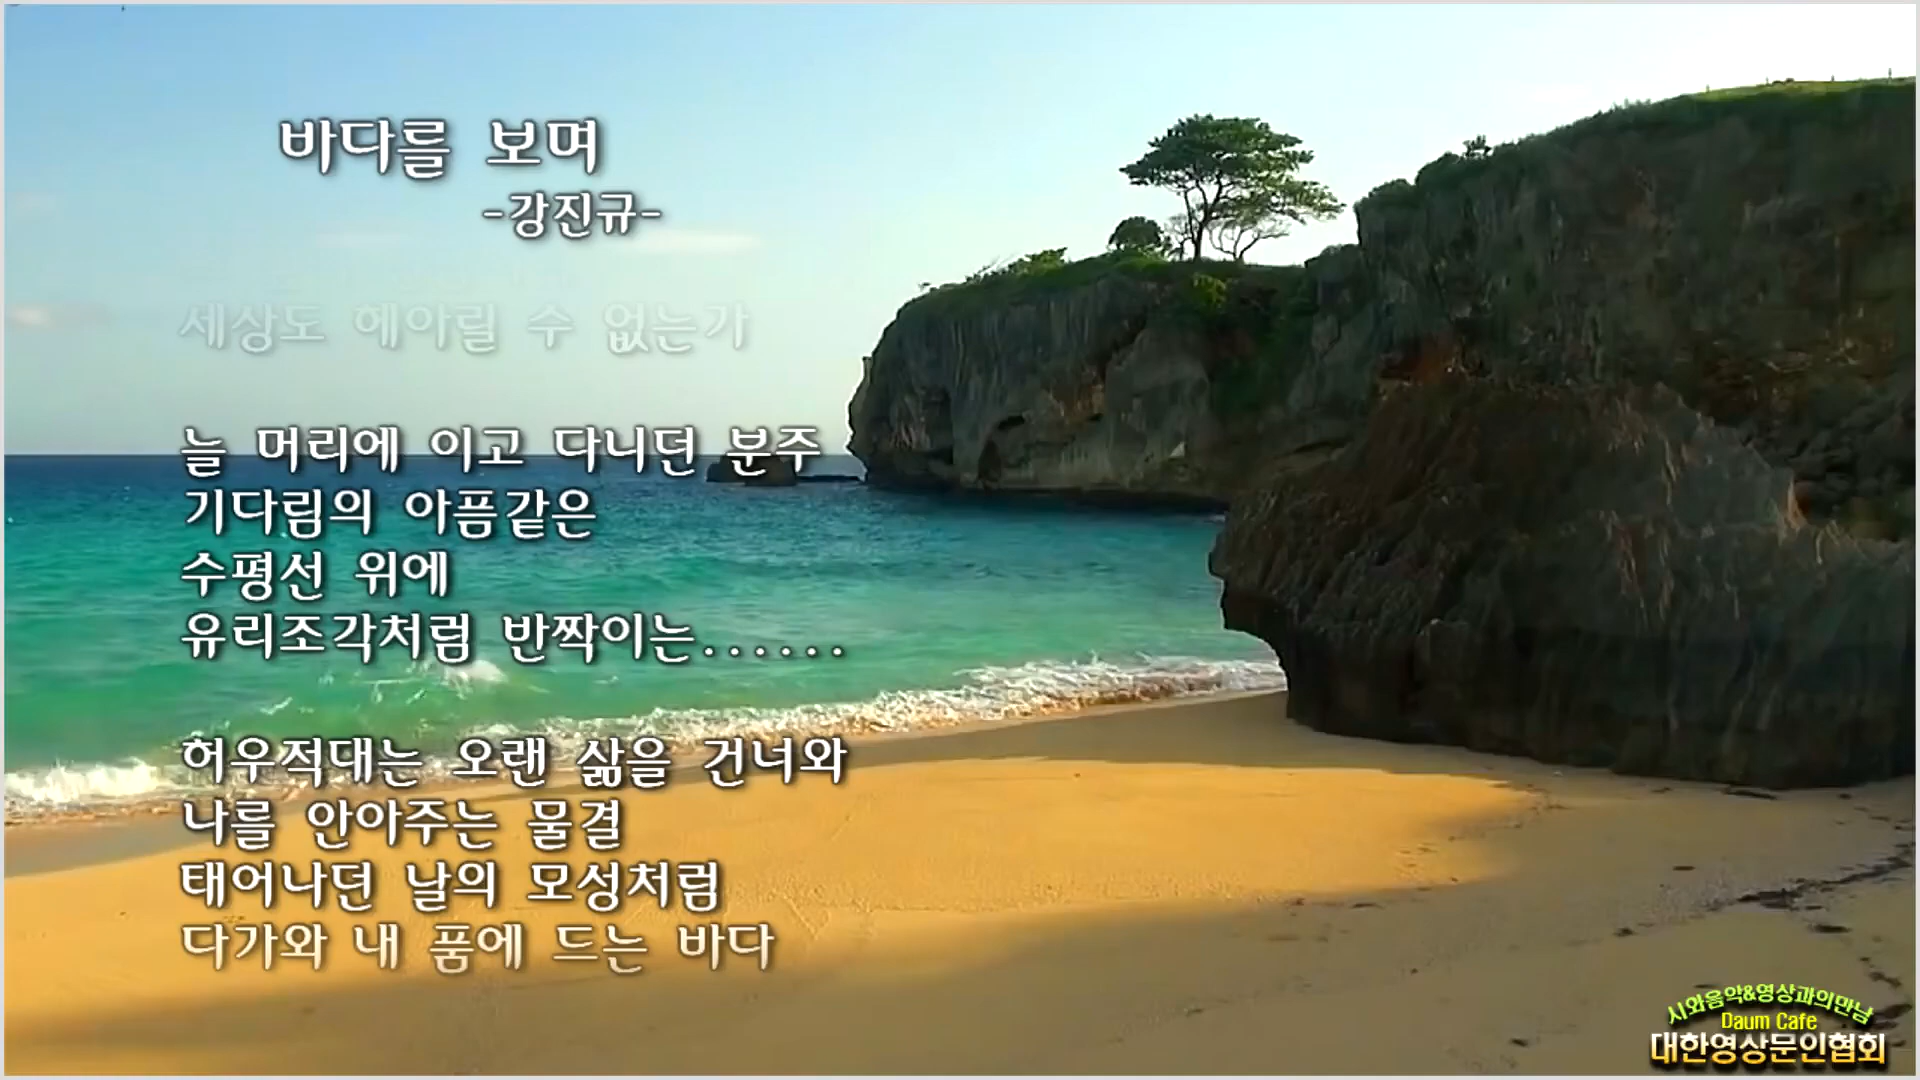 바다를 보며
-강진규-
세상도 헤아릴 수 없는가
늘 머리에 이고 다니던 분주
기다림의 아픔같은
수평선 위에
유리조각처럼 반짝이는......
허우적대는 오랜 삶을 건너와
나를 안아주는 물결
태어나던 날의 모성처럼
다가와 내 품에 드는 바다
시와음악&영상과의만남
Daum Cafe
대한영상문인협회